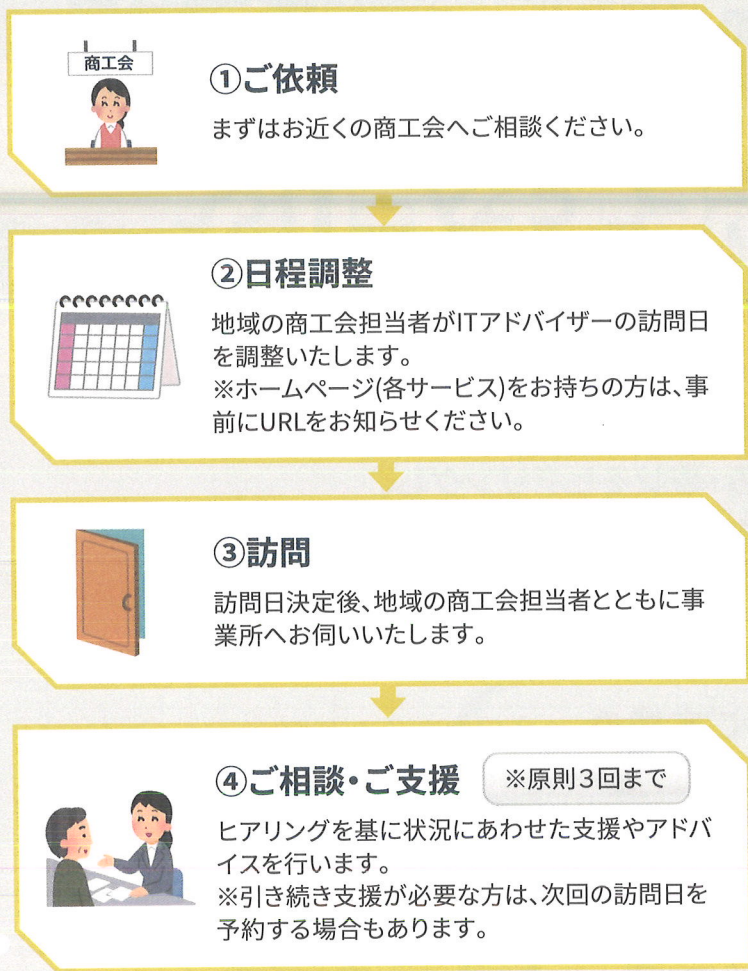 商工会
①ご依頼
まずはお近くの商工会へご相談ください。
②日程調整
地域の商工会担当者がITアドバイザーの訪問日
を調整いたします。
※ホームページ(各サービス)をお持ちの方は、事
前にURLをお知らせください。
③訪問
訪問日決定後、地域の商工会担当者とともに事
業所へお伺いいたします。
④ご相談・ご支援 ※原則3回まで
ヒアリングを基に状況にあわせた支援やアドバ
イスを行います。
※引き続き支援が必要な方は、次回の訪問日を
予約する場合もあります。